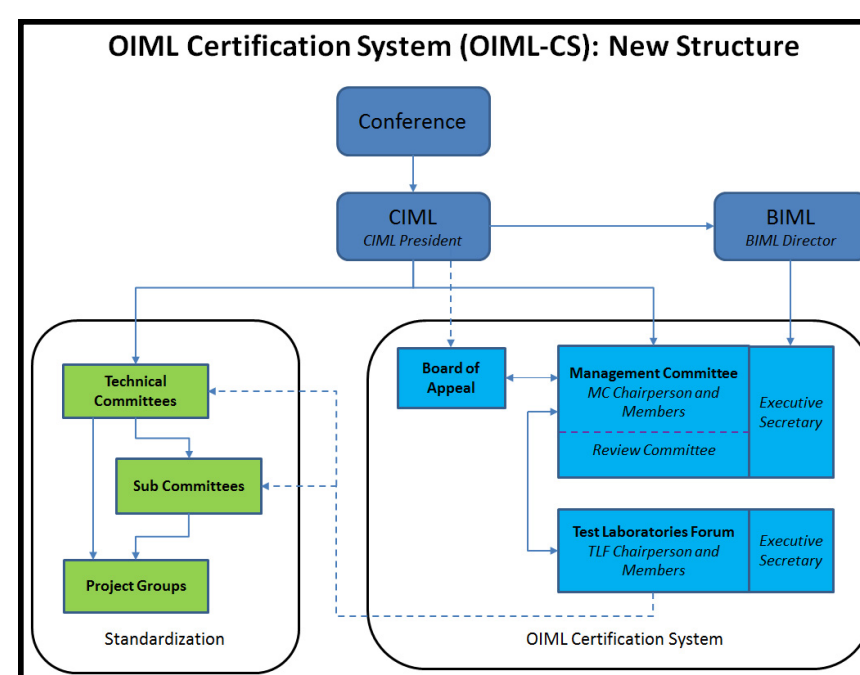 OIML Certification System (OIML-CS): New Structure
Conference
CIML
CIML President
BIML
BIML Director
Technical
Committees
Sub Committees
Project Groups
Standardization
Board of
Appeal
Management Committee
MC Chairperson and
Members
Review Committee
Executive
Secretary
Test Laboratories Forum
TLF Chairperson and
Members
Executive
Secretary
OIML Certification System